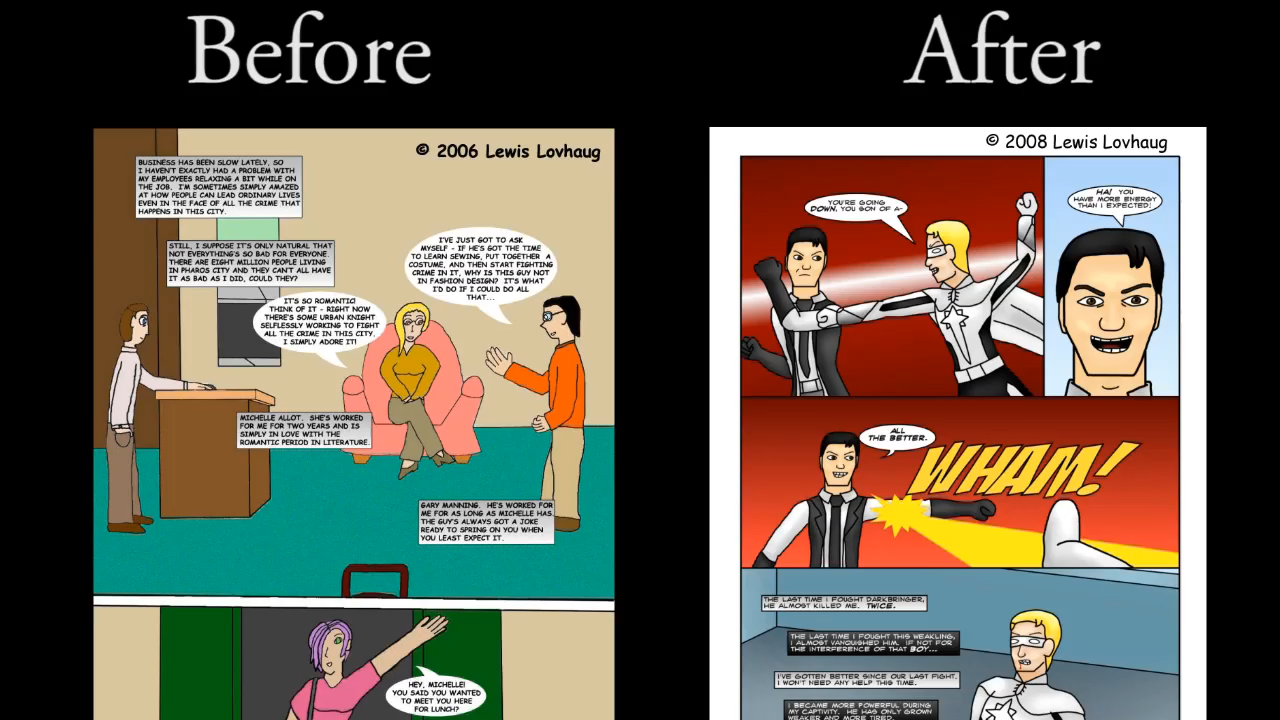 Before
After
© 2006 Lewis Lovhaug
BUSINESS HAS BEEN SLOW LATELY, SO
I HAVEN'T EXACTLY HAD A PROBLEM WITH
MY EMPLOYEES RELAXING A BIT WHILE ON
THE JOB. I'M SOMETIMES SIMPLY AMAZED
AT HOW PEOPLE CAN LEAD ORDINARY LIVES
EVEN IN THE FACE OF ALL THE CRIME THAT
HAPPENS IN THIS CITY.
STILL, I SUPPOSE IT'S ONLY NATURAL THAT
NOT EVERYTHING'S SO BAD FOR EVERYONE.
THERE ARE EIGHT MILLION PEOPLE LIVING
IN PHAROS CITY AND THEY CAN'T ALL HAVE
IT AS BAD AS I DID, COULD THEY?
IT'S SO ROMANTIC!
THINK OF IT - RIGHT NOW
THERE'S SOME URBAN KNIGHT
SELFLESSLY WORKING TO FIGHT
ALL THE CRIME IN THIS CITY.
I SIMPLY ADORE IT!
I'VE JUST GOT TO ASK
MYSELF - IF HE'S GOT THE TIME
TO LEARN SEWING, PUT TOGETHER A
COSTUME, AND THEN START FIGHTING
CRIME IN IT, WHY IS THIS GUY NOT
IN FASHION DESIGN? IT'S WHAT
I'D DO IF I COULD DO ALL
THAT...
MICHELLE ALLOT. SHE'S WORKED
FOR ME FOR TWO YEARS AND IS
SIMPLY IN LOVE WITH THE
ROMANTIC PERIOD IN LITERATURE.
GARY MANNING. HE'S WORKED FOR
ME FOR AS LONG AS MICHELLE HAS.
THE GUY'S ALWAYS GOT A JOKE
READY TO SPRING ON YOU WHEN
YOU LEAST EXPECT IT.
HEY, MICHELLE!
YOU SAID YOU WANTED
TO MEET YOU HERE
FOR LUNCH?
© 2008 Lewis Lovhaug
YOU'RE GOING
DOWN, YOU SON OF A-
HA! YOU
HAVE MORE ENERGY
THAN I EXPECTED!
ALL
THE BETTER.
WHAM!
THE LAST TIME I FOUGHT DARKBRINGER,
HE ALMOST KILLED ME. TWICE.
THE LAST TIME I FOUGHT THIS WEAKLING,
I ALMOST VANQUISHED HIM. IF NOT FOR
THE INTERFERENCE OF THAT BOY...
I'VE GOTTEN BETTER SINCE OUR LAST FIGHT.
I WON'T NEED ANY HELP THIS TIME.
I BECAME MORE POWERFUL DURING
MY CAPTIVITY. HE HAS ONLY GROWN
WEAKER AND MORE TIRED.